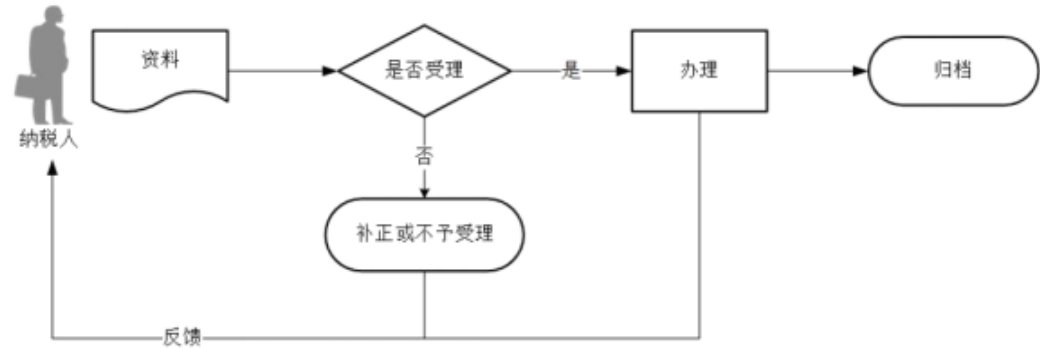 资料
是否受理
是
办理
归档
纳税人
否
补正或不予受理
反馈